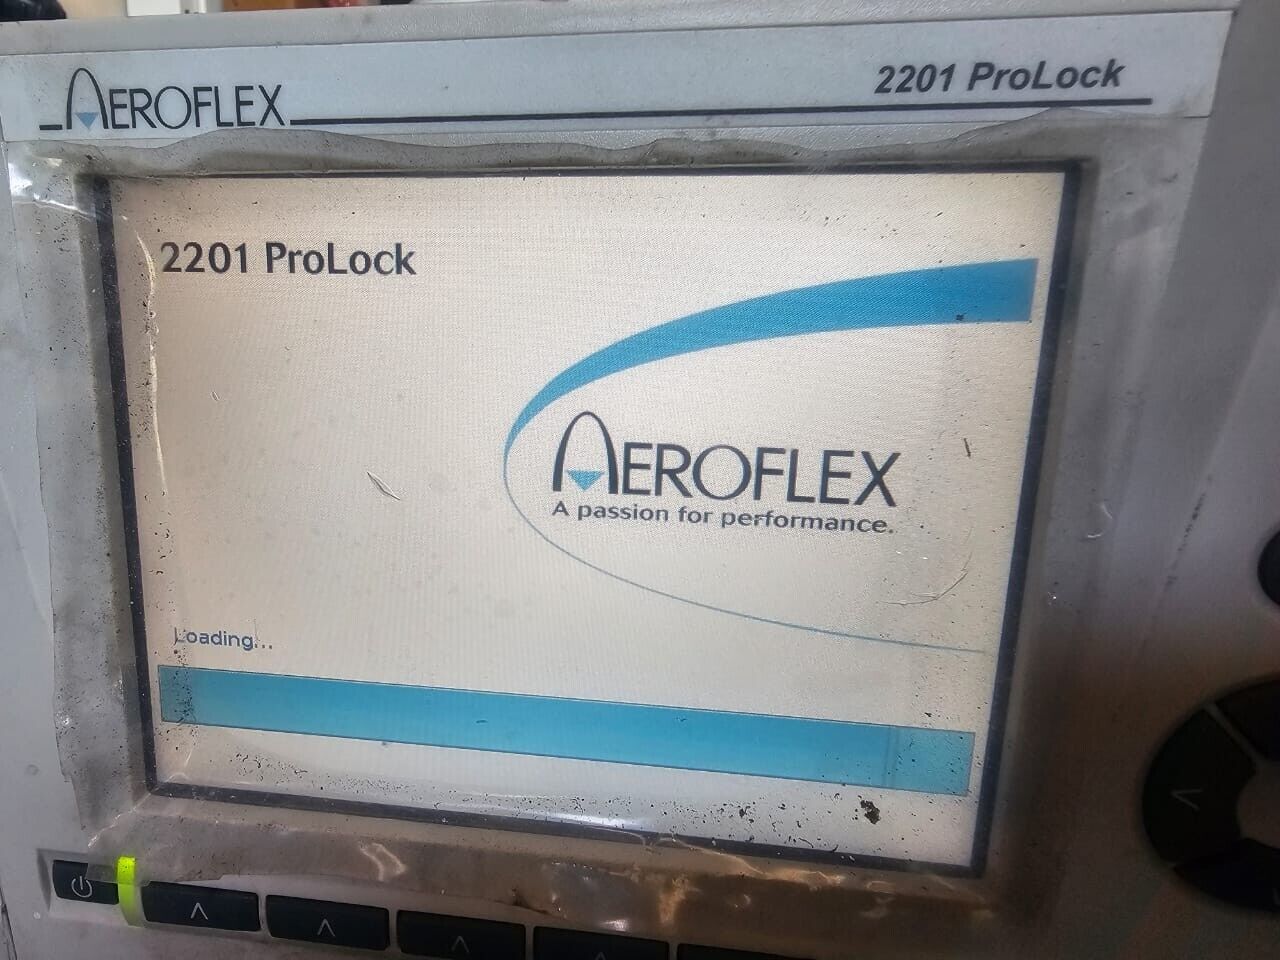 AEROFLEX
2201 ProLock
2201 ProLock
AEROFLEX
A passion for performance.
Loading...